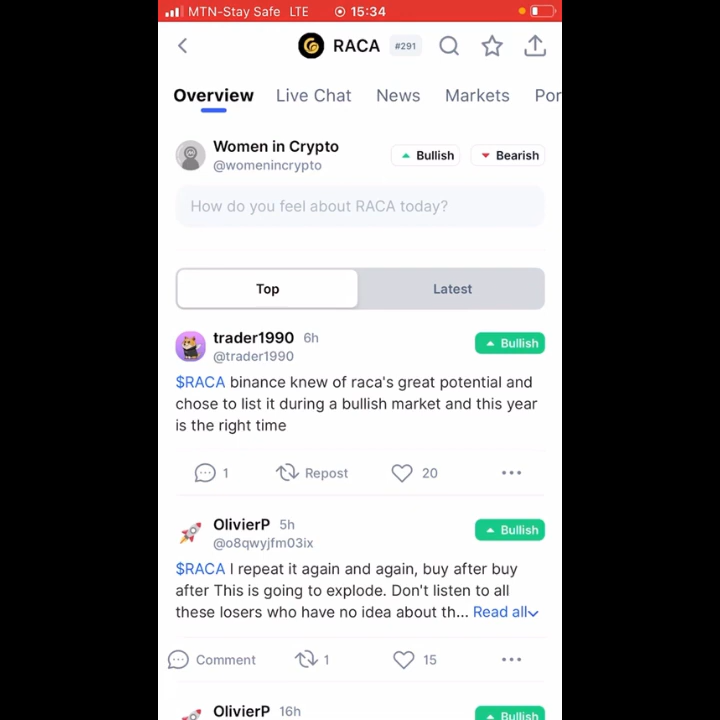 MTN-Stay Safe LTE 15:34
RACA #291
Overview Live Chat News Markets Por
Women in Crypto
@womenincrypto
Bullish Bearish
How do you feel about RACA today?
Top Latest
trader1990 6h
@trader1990
Bullish
$RACA binance knew of raca's great potential and
chose to list it during a bullish market and this year
is the right time
1 Repost 20
OlivierP 5h
@o8qwyjfm03ix
Bullish
$RACA I repeat it again and again, buy after buy
after This is going to explode. Don't listen to all
these losers who have no idea about th... Read all
Comment 1 15
OlivierP 16h
Bullish